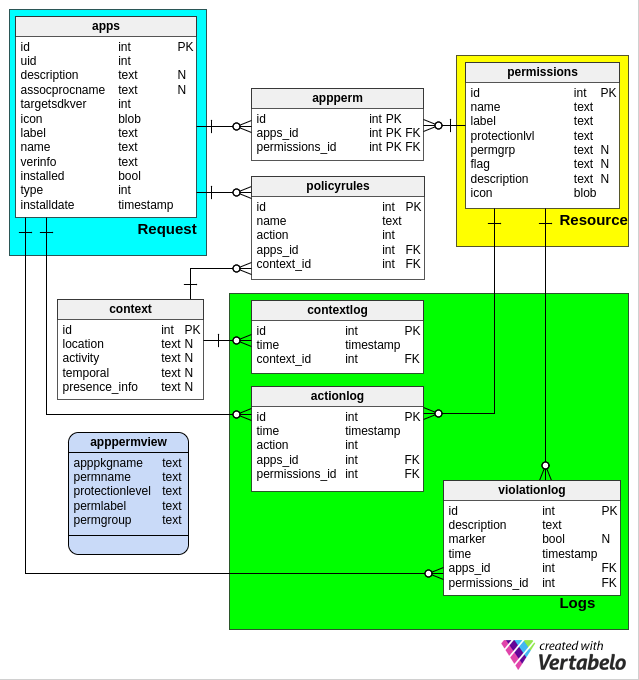 apps
id int PK
uid int
description text N
assocprocname text N
targetsdkver int
icon blob
label text
name text
verinfo text
installed bool
type int
installdate timestamp
Request
appperm
id int PK
apps_id int PK FK
permissions_id int PK FK
permissions
id int PK
name text
label text
protectionlvl text
permgrp text N
flag text N
description text N
icon blob
Resource
policyrules
id int PK
name text
action int
apps_id int FK
context_id int FK
context
id int PK
location text N
activity text N
temporal text N
presence_info text N
contextlog
id int PK
time timestamp
context_id int FK
actionlog
id int PK
time timestamp
action int
apps_id int FK
permissions_id int FK
apppermview
apppkgname text
permname text
protectionlevel text
permlabel text
permgroup text
violationlog
id int PK
description text
marker bool N
time timestamp
apps_id int FK
permissions_id int FK
Logs
created with
Vertabelo